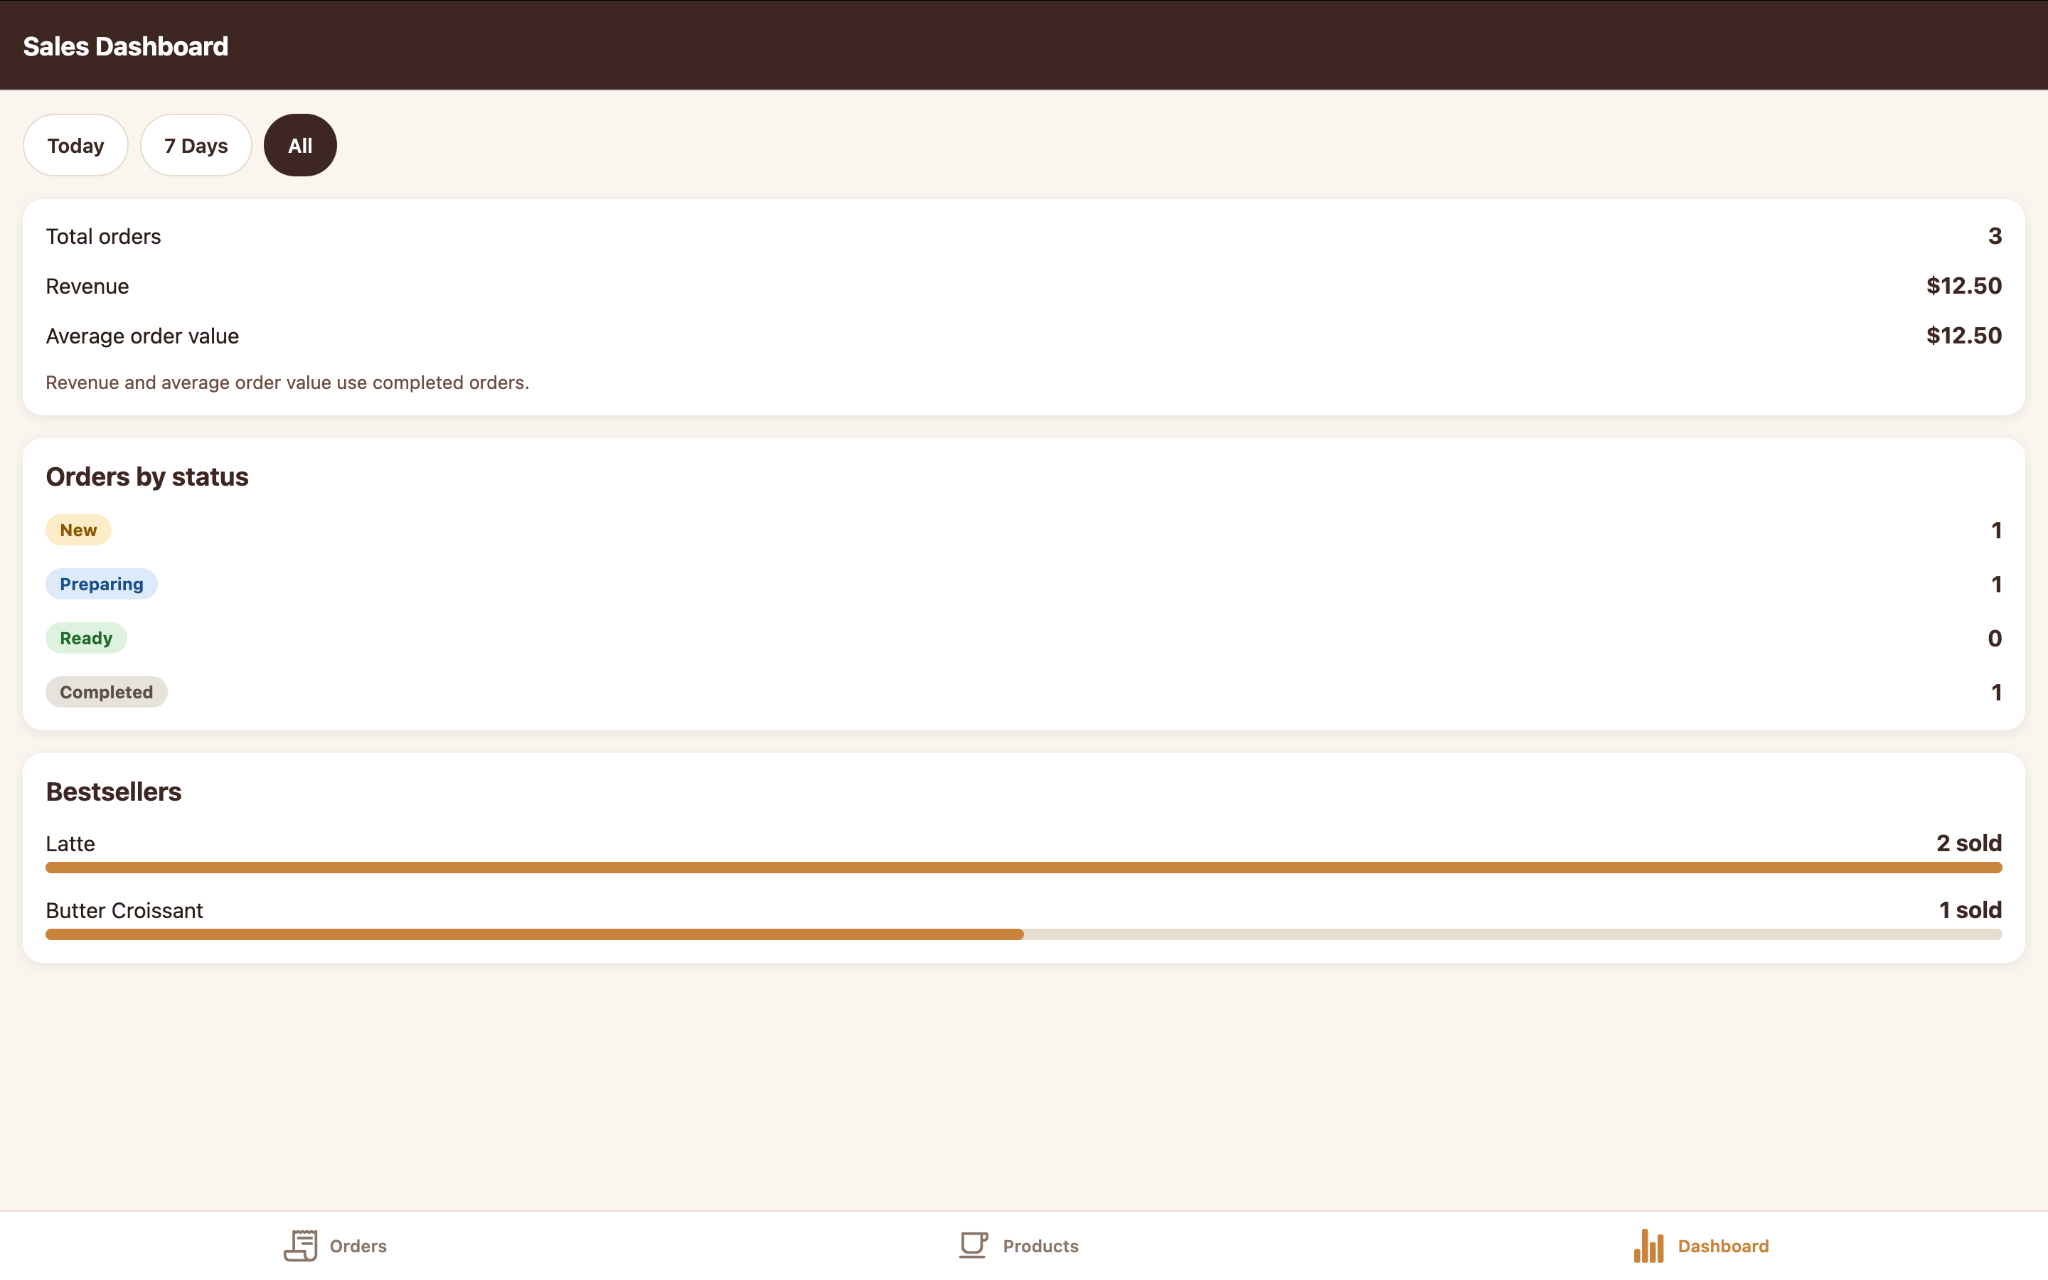 Sales Dashboard
Today 7 Days All
Total orders 3
Revenue $12.50
Average order value $12.50
Revenue and average order value use completed orders.
Orders by status
New 1
Preparing 1
Ready 0
Completed 1
Bestsellers
Latte 2 sold
Butter Croissant 1 sold
Orders Products Dashboard